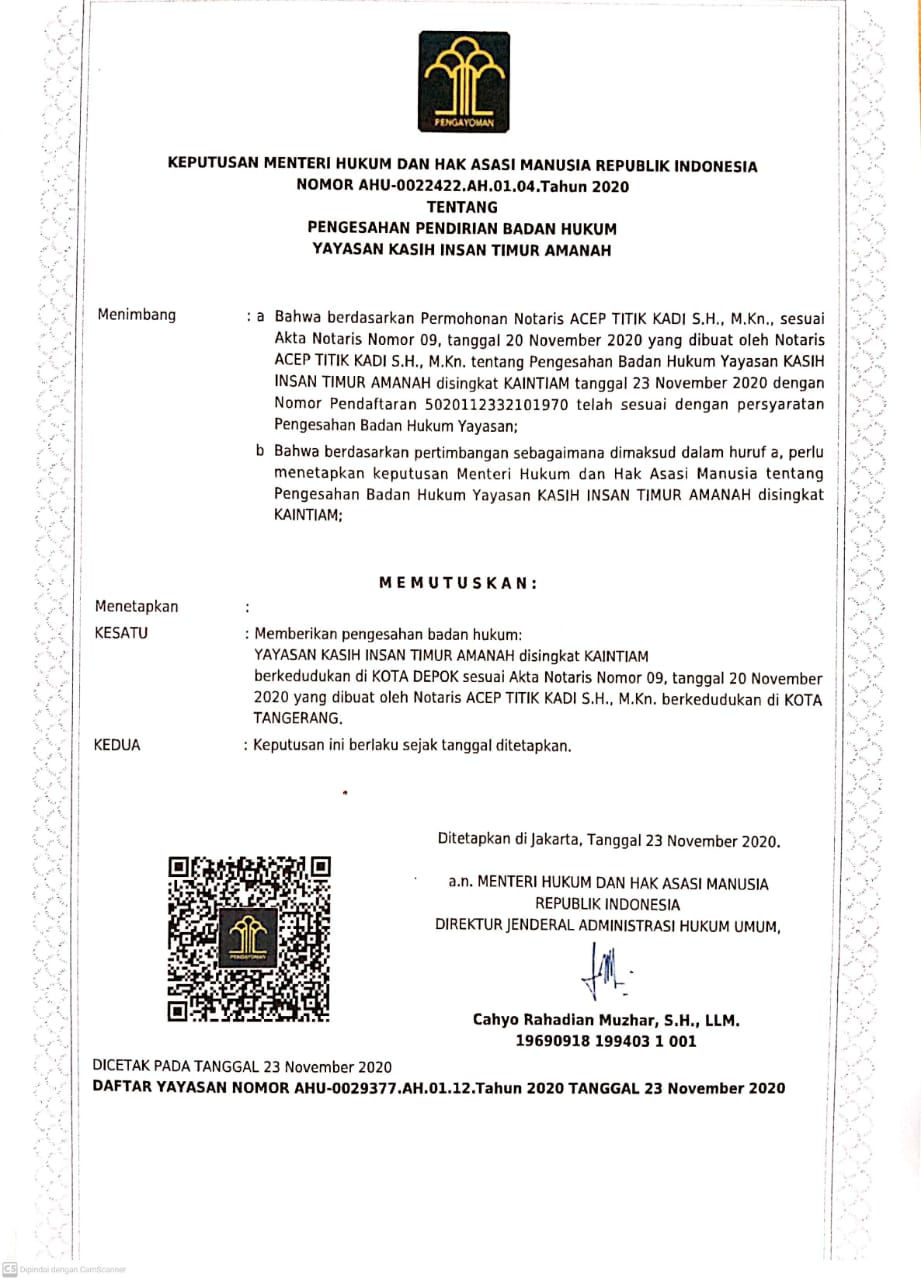 PENGAYOMAN
KEPUTUSAN MENTERI HUKUM DAN HAK ASASI MANUSIA REPUBLIK INDONESIA
NOMOR AHU-0022422.AH.01.04.Tahun 2020
TENTANG
PENGESAHAN PENDIRIAN BADAN HUKUM
YAYASAN KASIH INSAN TIMUR AMANAH
Menimbang : a Bahwa berdasarkan Permohonan Notaris ACEP TITIK KADI S.H., M.Kn., sesuai
Akta Notaris Nomor 09, tanggal 20 November 2020 yang dibuat oleh Notaris
ACEP TITIK KADI S.H., M.Kn. tentang Pengesahan Badan Hukum Yayasan KASIH
INSAN TIMUR AMANAH disingkat KAINTIAM tanggal 23 November 2020 dengan
Nomor Pendaftaran 5020112332101970 telah sesuai dengan persyaratan
Pengesahan Badan Hukum Yayasan;
b Bahwa berdasarkan pertimbangan sebagaimana dimaksud dalam huruf a, perlu
menetapkan keputusan Menteri Hukum dan Hak Asasi Manusia tentang
Pengesahan Badan Hukum Yayasan KASIH INSAN TIMUR AMANAH disingkat
KAINTIAM;
M E M U T U S K A N :
Menetapkan :
KESATU : Memberikan pengesahan badan hukum:
YAYASAN KASIH INSAN TIMUR AMANAH disingkat KAINTIAM
berkedudukan di KOTA DEPOK sesuai Akta Notaris Nomor 09, tanggal 20 November
2020 yang dibuat oleh Notaris ACEP TITIK KADI S.H., M.Kn. berkedudukan di KOTA
TANGERANG.
KEDUA : Keputusan ini berlaku sejak tanggal ditetapkan.
Ditetapkan di Jakarta, Tanggal 23 November 2020.
a.n. MENTERI HUKUM DAN HAK ASASI MANUSIA
REPUBLIK INDONESIA
DIREKTUR JENDERAL ADMINISTRASI HUKUM UMUM,
PENGAYOMAN
Cahyo Rahadian Muzhar, S.H., LLM.
19690918 199403 1 001
DICETAK PADA TANGGAL 23 November 2020
DAFTAR YAYASAN NOMOR AHU-0029377.AH.01.12.Tahun 2020 TANGGAL 23 November 2020
CS Dipindai dengan CamScanner